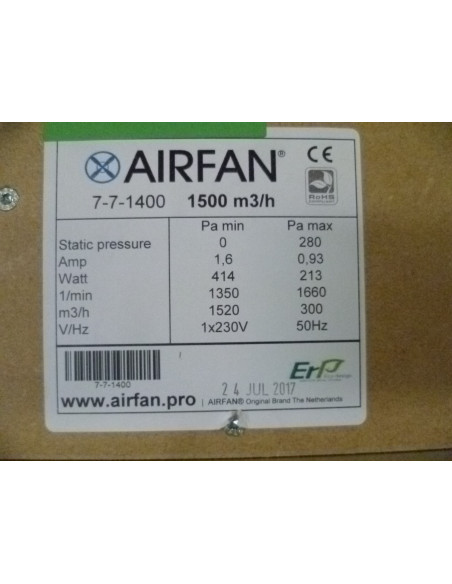 AIRFAN®
CE
RoHS
7-7-1400 1500 m3/h
Pa min Pa max
Static pressure 0 280
Amp 1,6 0,93
Watt 414 213
1/min 1350 1660
m3/h 1520 300
V/Hz 1x230V 50Hz
7-7-1400
ErP
24 JUL 2017
www.airfan.pro | AIRFAN® Original Brand The Netherlands